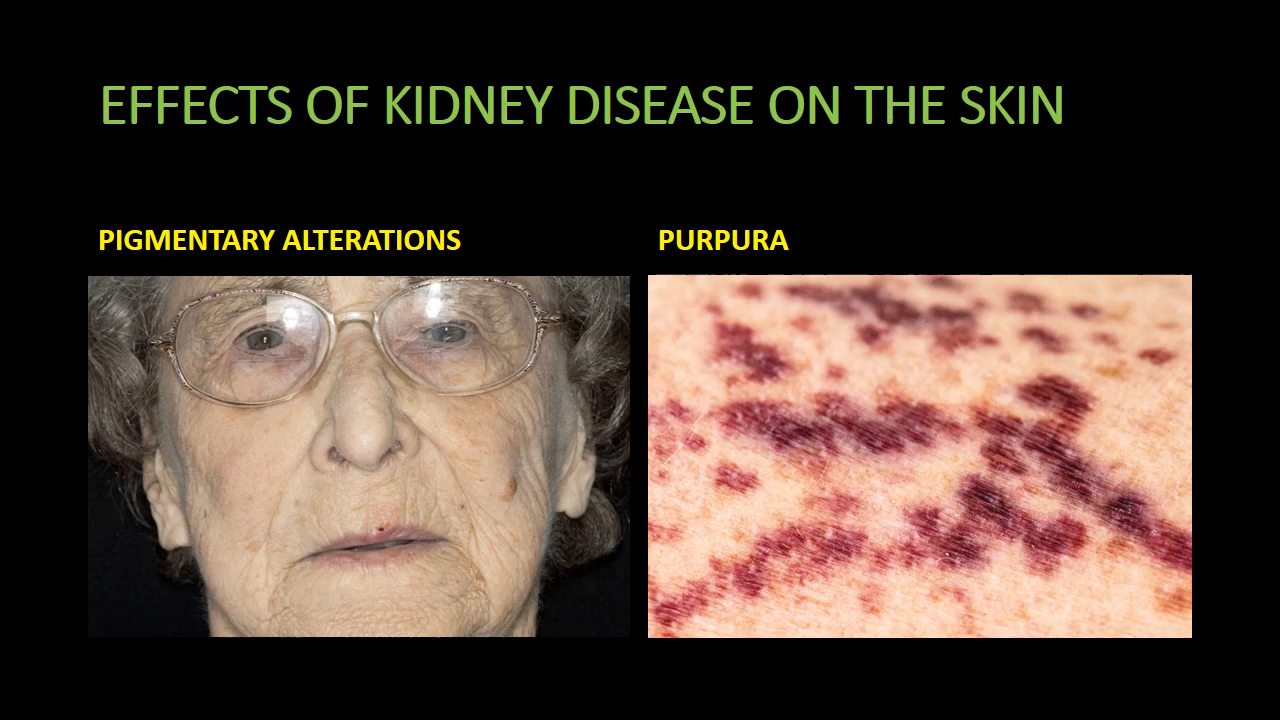 EFFECTS OF KIDNEY DISEASE ON THE SKIN
PIGMENTARY ALTERATIONS
PURPURA